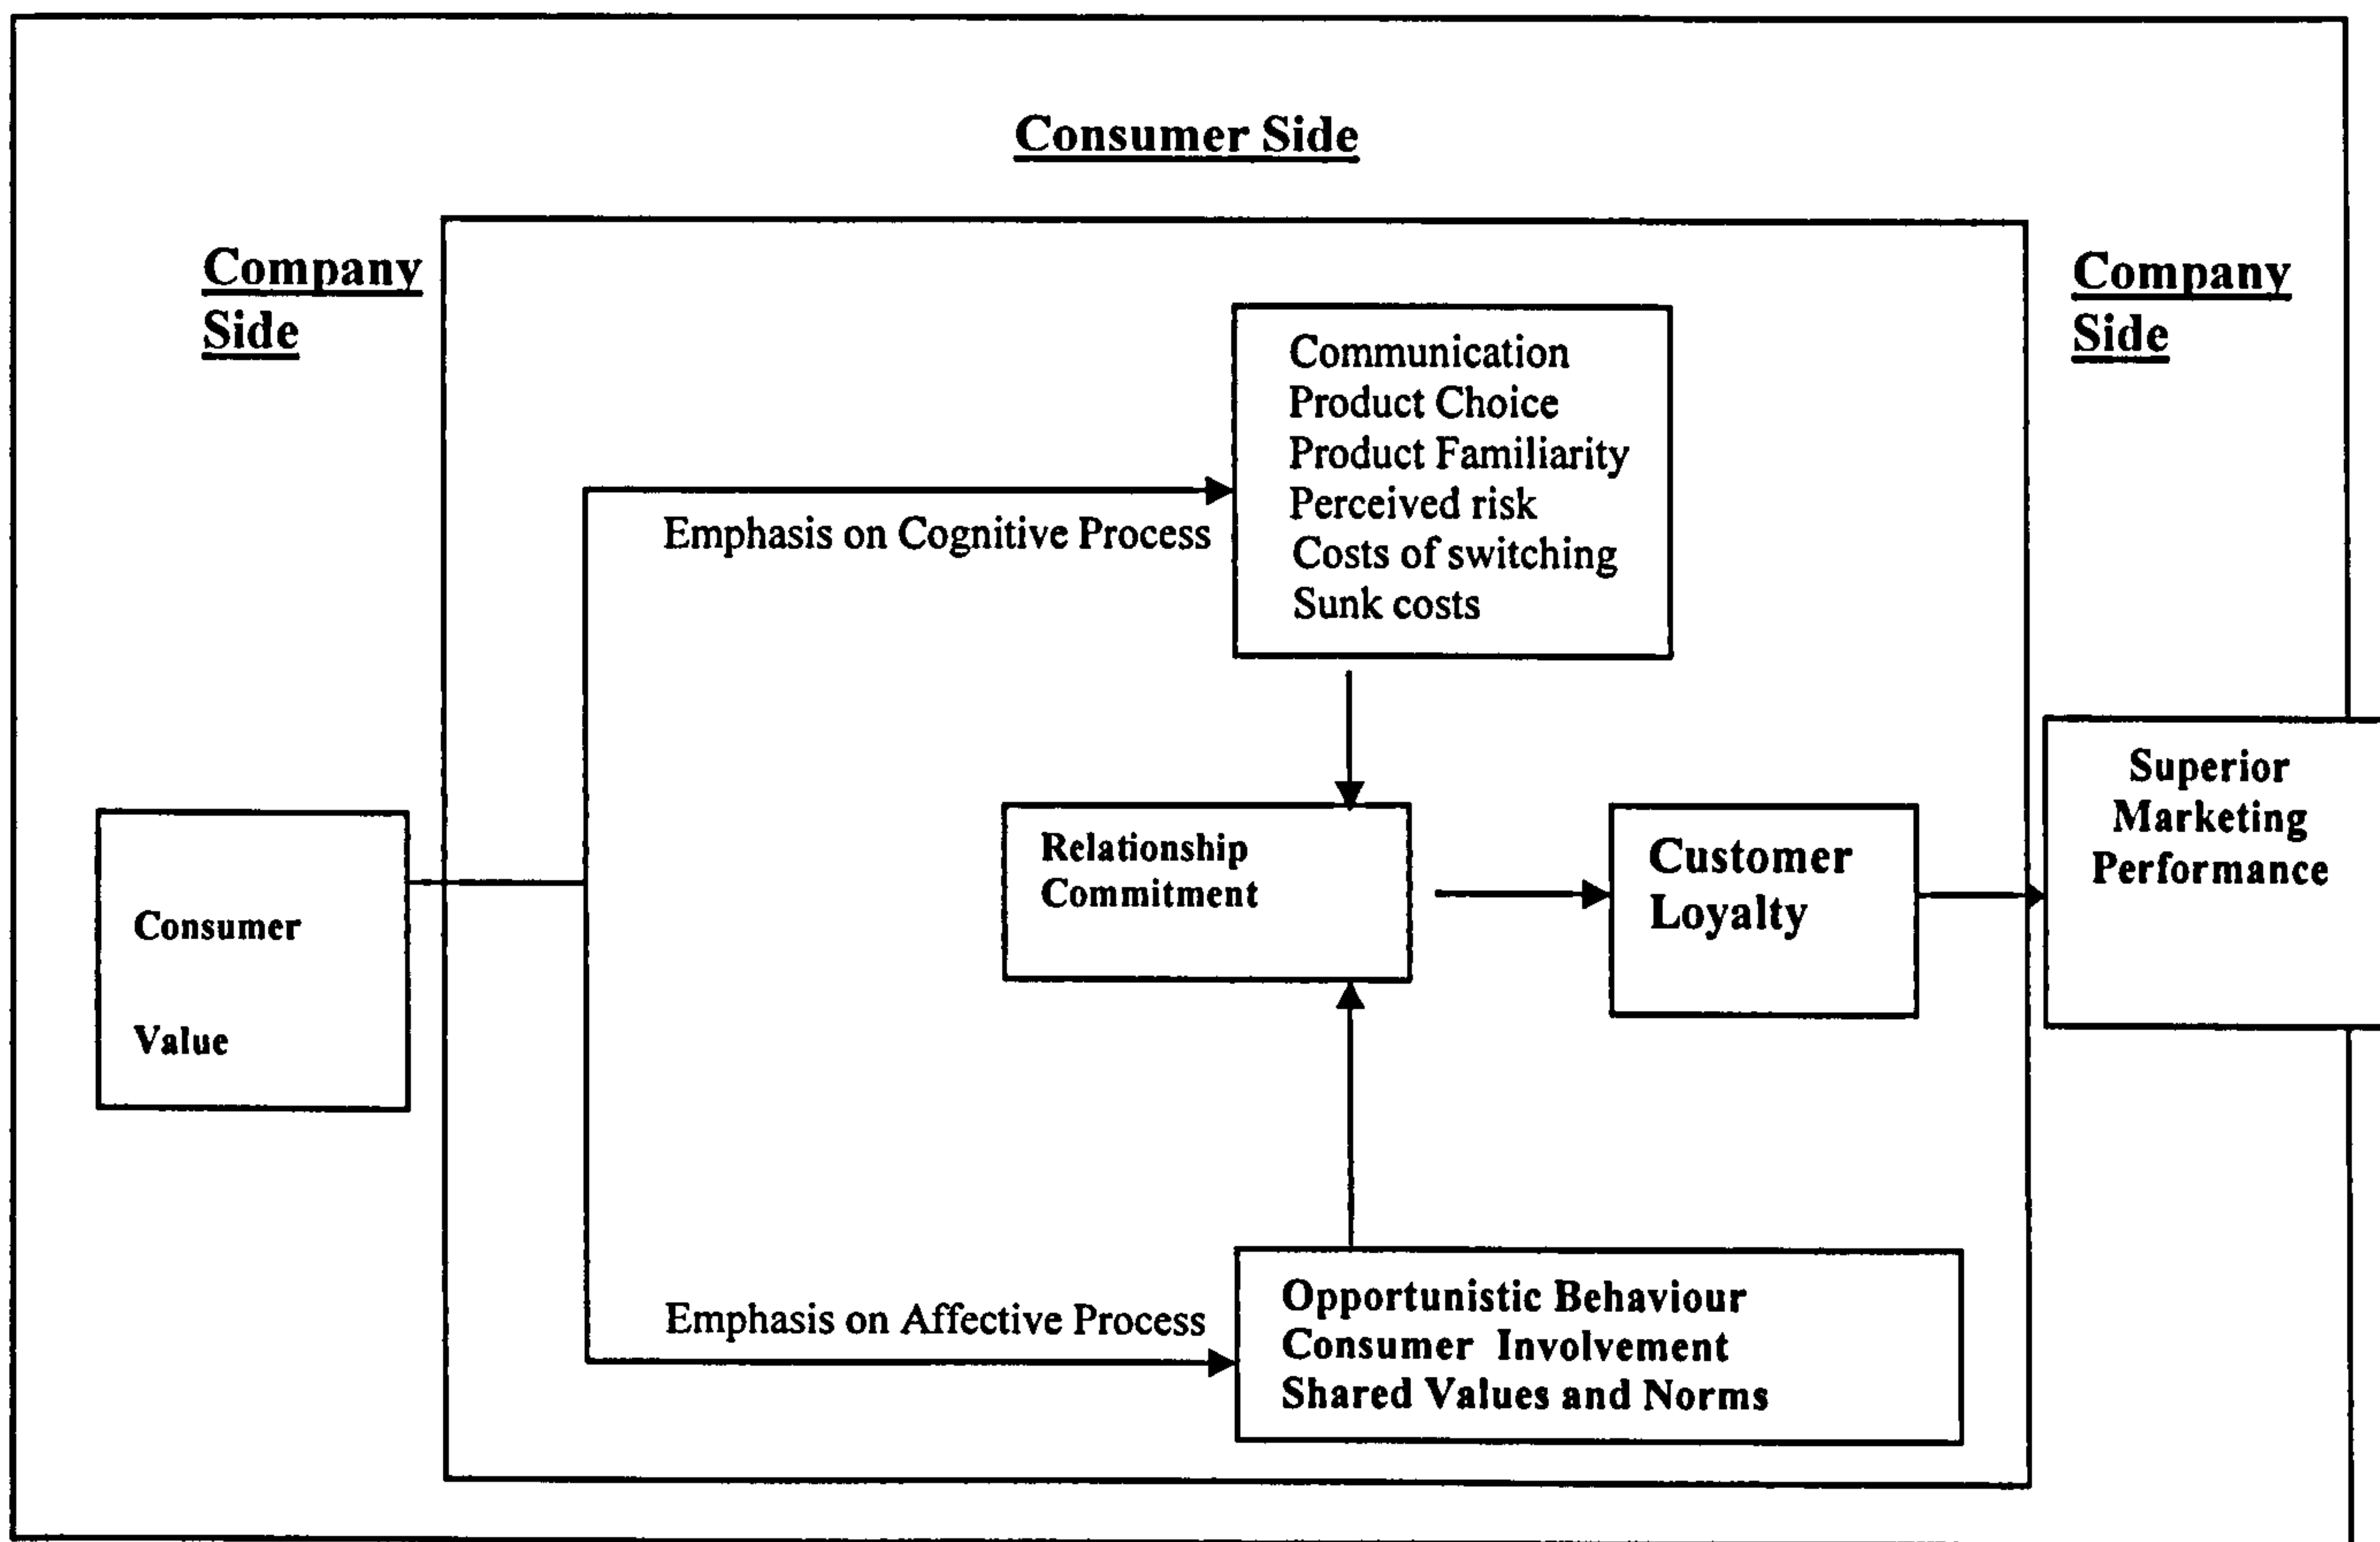 Consumer Side
Company
Side
Company
Side
Communication
Product Choice
Product Familiarity
Perceived risk
Costs of switching
Sunk costs
Emphasis on Cognitive Process
Consumer
Value
Relationship
Commitment
Customer
Loyalty
Superior
Marketing
Performance
Emphasis on Affective Process
Opportunistic Behaviour
Consumer Involvement
Shared Values and Norms